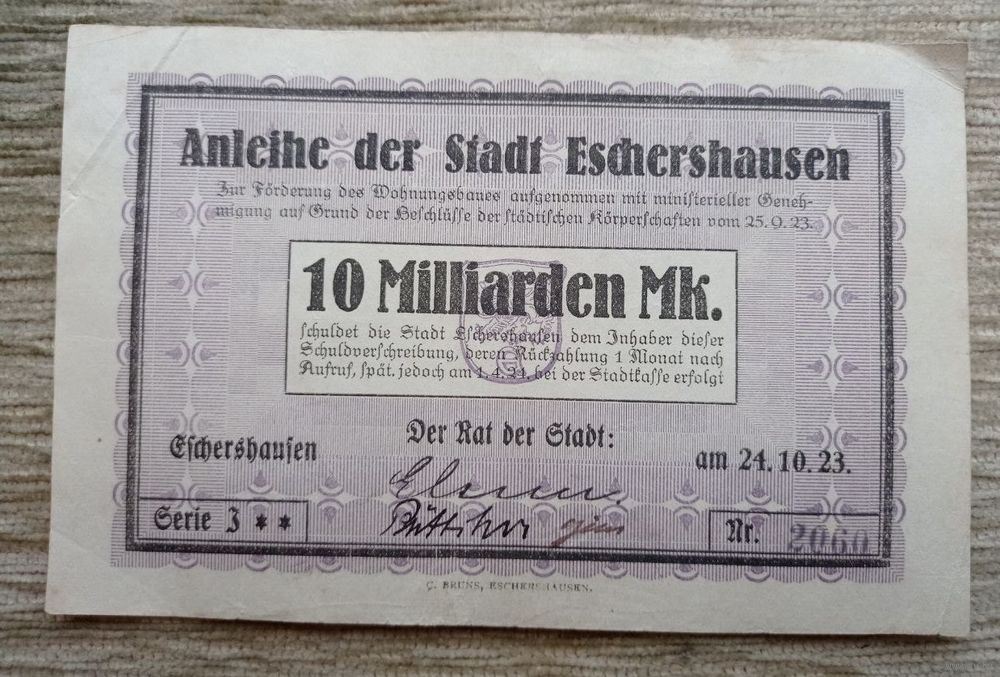 Anleihe der Stadt Eschershausen
Zur Förderung des Wohnungsbaues aufgenommen mit ministerieller Geneh-
migung auf Grund der Beschlüsse der städtischen Körperschaften vom 25.9.23.
10 Milliarden Mk.
schuldet die Stadt Eschershausen dem Inhaber dieser
Schuldverschreibung, deren Rückzahlung 1 Monat nach
Aufruf, spät. jedoch am 1.4.24. bei der Stadtkasse erfolgt
Der Rat der Stadt:
Eschershausen
am 24.10.23.
Serie J **
Nr. 2060
C. BRUNS, ESCHERSHAUSEN.